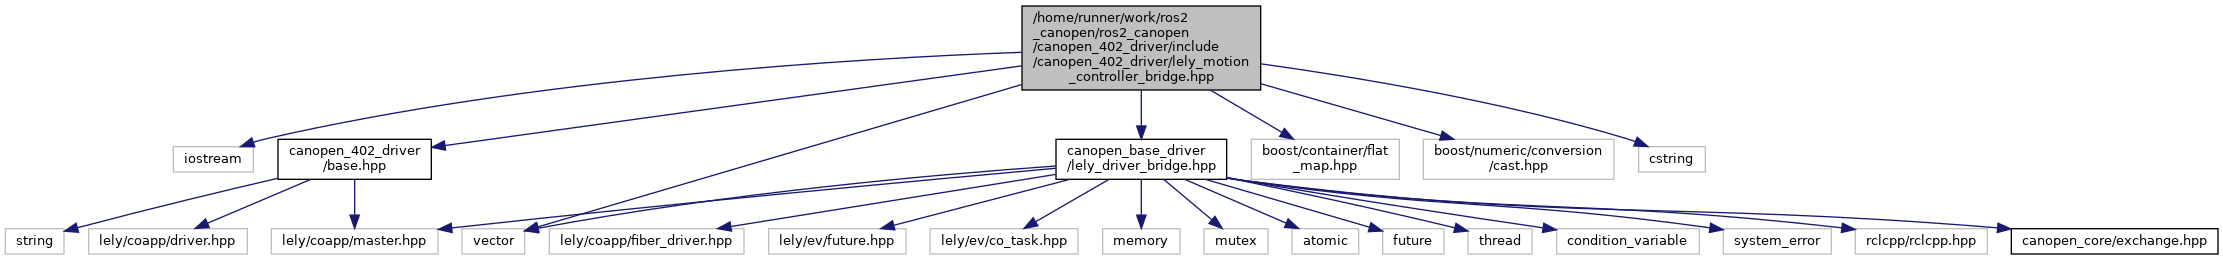 /home/runner/work/ros2
_canopen/ros2_canopen
/canopen_402_driver/include
/canopen_402_driver/lely_motion
_controller_bridge.hpp
iostream
canopen_402_driver
/base.hpp
canopen_base_driver
/lely_driver_bridge.hpp
boost/container/flat
_map.hpp
boost/numeric/conversion
/cast.hpp
cstring
string
lely/coapp/driver.hpp
lely/coapp/master.hpp
vector
lely/coapp/fiber_driver.hpp
lely/ev/future.hpp
lely/ev/co_task.hpp
memory
mutex
atomic
future
thread
condition_variable
system_error
rclcpp/rclcpp.hpp
canopen_core/exchange.hpp